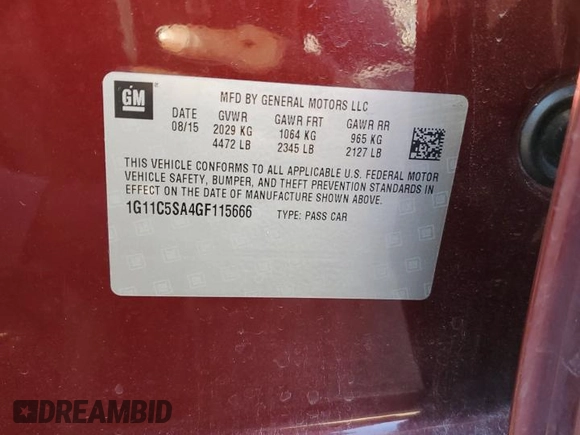 GM
MFD BY GENERAL MOTORS LLC
DATE GVWR GAWR FRT GAWR RR
08/15 2029 KG 1064 KG 965 KG
4472 LB 2345 LB 2127 LB
THIS VEHICLE CONFORMS TO ALL APPLICABLE U.S. FEDERAL MOTOR
VEHICLE SAFETY, BUMPER, AND THEFT PREVENTION STANDARDS IN
EFFECT ON THE DATE OF MANUFACTURE SHOWN ABOVE.
1G11C5SA4GF115666 TYPE: PASS CAR
DREAMBID